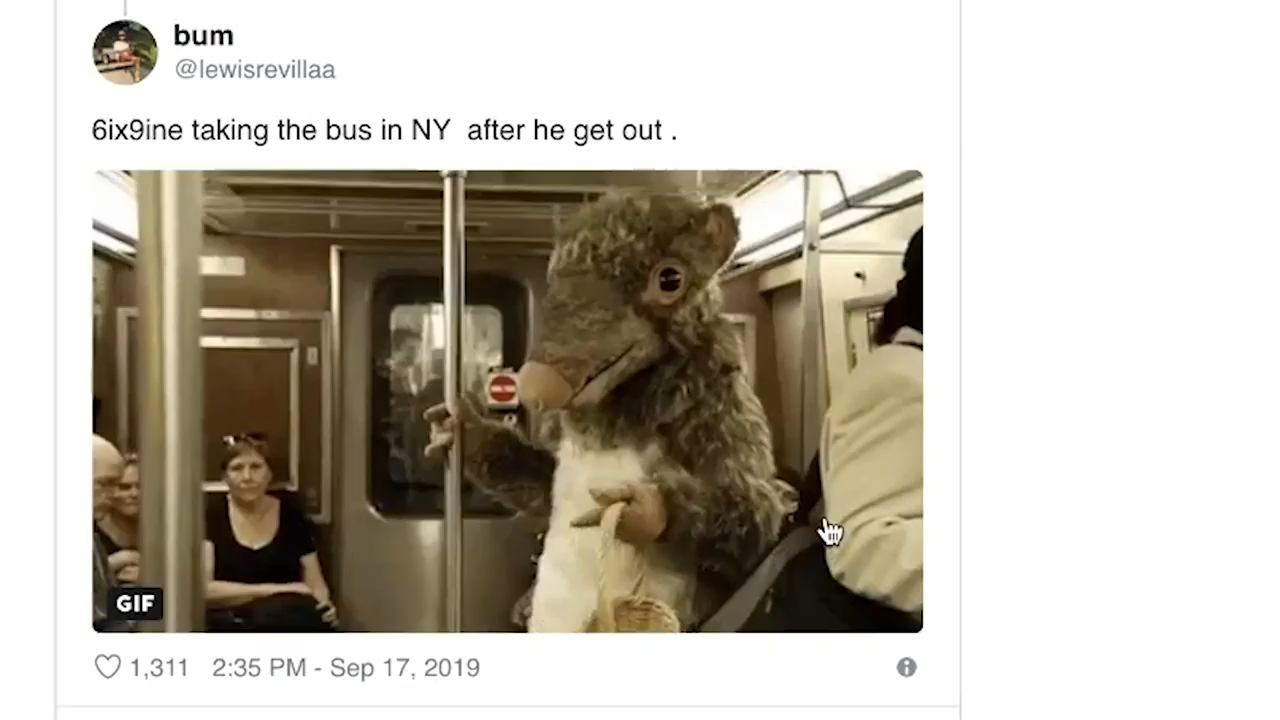 bum
@lewisrevillaa
6ix9ine taking the bus in NY  after he get out .
GIF
1,311 2:35 PM - Sep 17, 2019